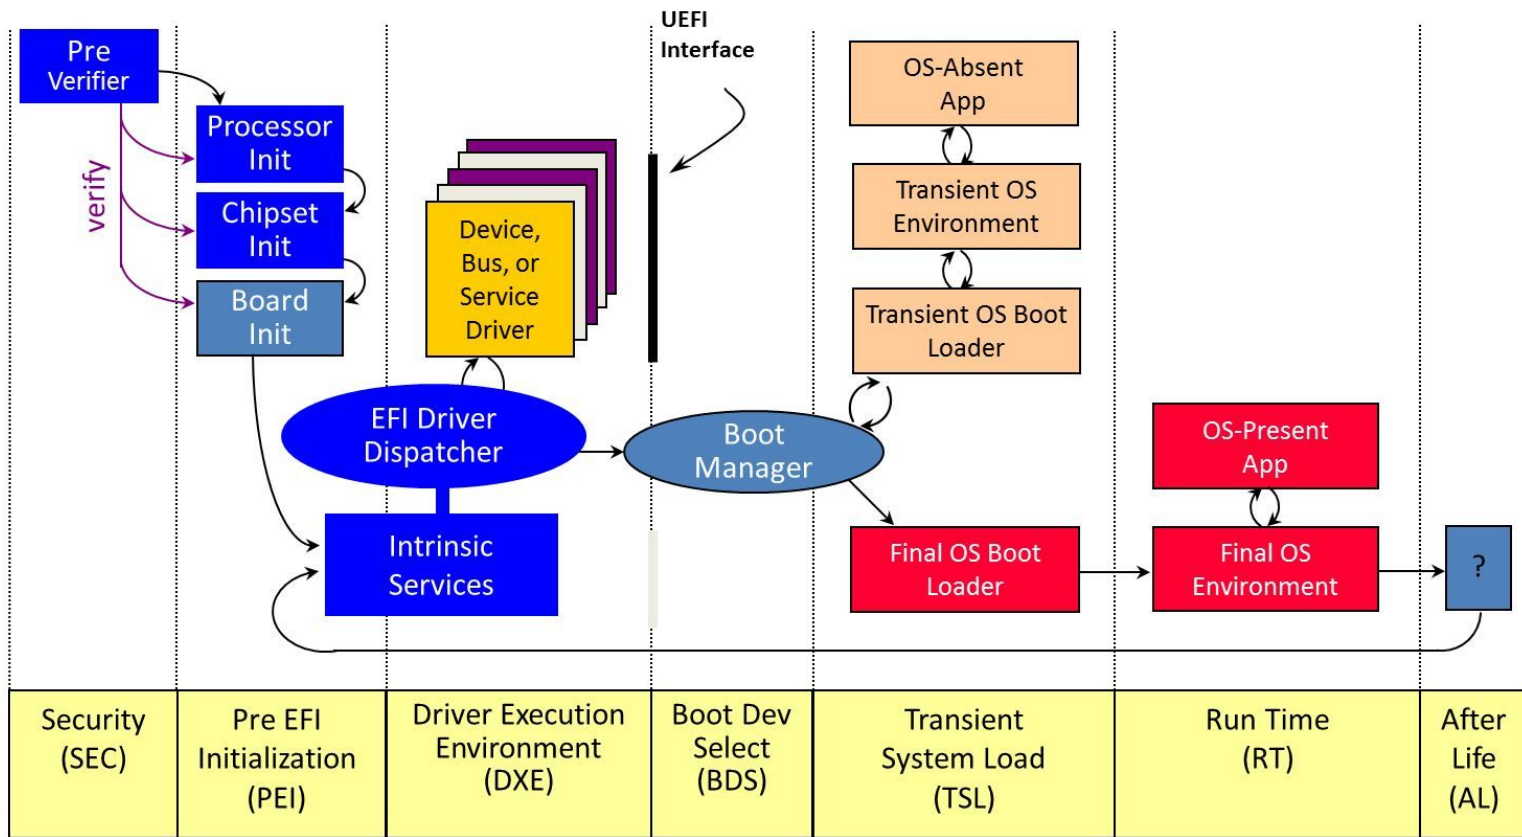 UEFI
Interface
Pre
Verifier
verify
Processor
Init
Chipset
Init
Board
Init
Device,
Bus, or
Service
Driver
EFI Driver
Dispatcher
Intrinsic
Services
Boot
Manager
OS-Absent
App
Transient OS
Environment
Transient OS Boot
Loader
Final OS Boot
Loader
OS-Present
App
Final OS
Environment
?
Security
(SEC)
Pre EFI
Initialization
(PEI)
Driver Execution
Environment
(DXE)
Boot Dev
Select
(BDS)
Transient
System Load
(TSL)
Run Time
(RT)
After
Life
(AL)